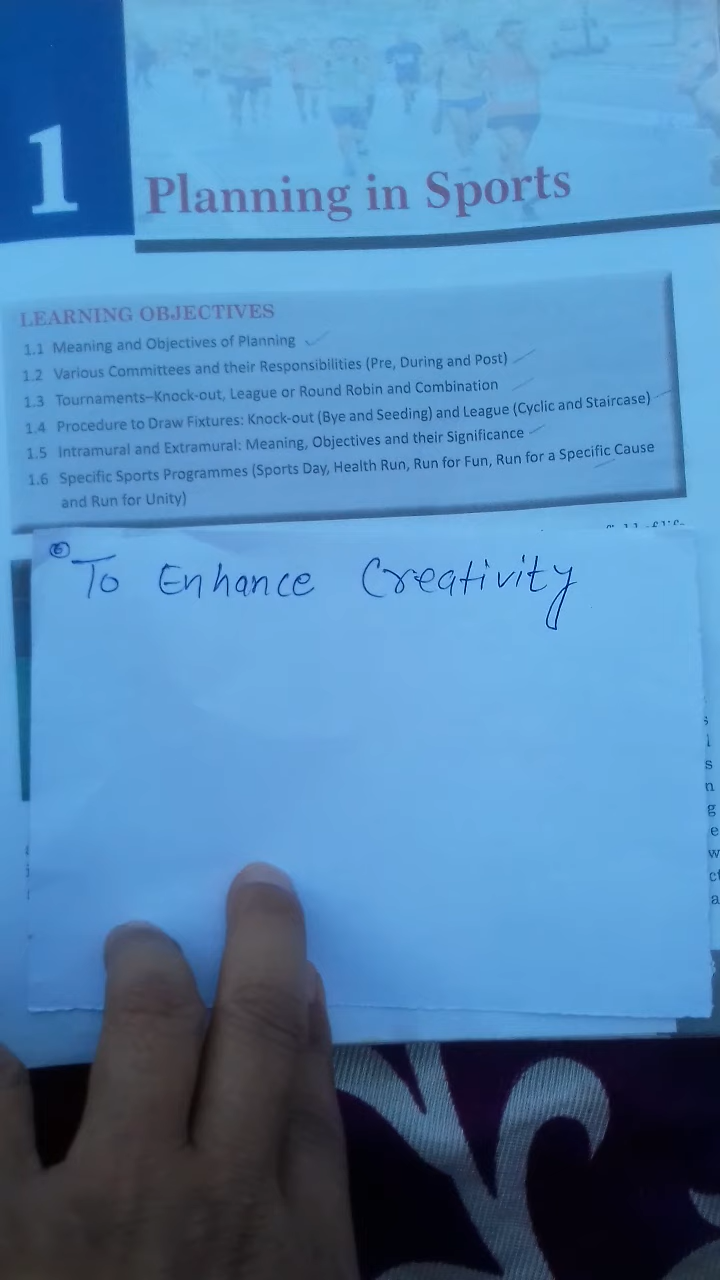 1
Planning in Sports
LEARNING OBJECTIVES
1.1 Meaning and Objectives of Planning
1.2 Various Committees and their Responsibilities (Pre, During and Post)
1.3 Tournaments–Knock-out, League or Round Robin and Combination
1.4 Procedure to Draw Fixtures: Knock-out (Bye and Seeding) and League (Cyclic and Staircase)
1.5 Intramural and Extramural: Meaning, Objectives and their Significance
1.6 Specific Sports Programmes (Sports Day, Health Run, Run for Fun, Run for a Specific Cause
and Run for Unity)
⑥ To Enhance Creativity